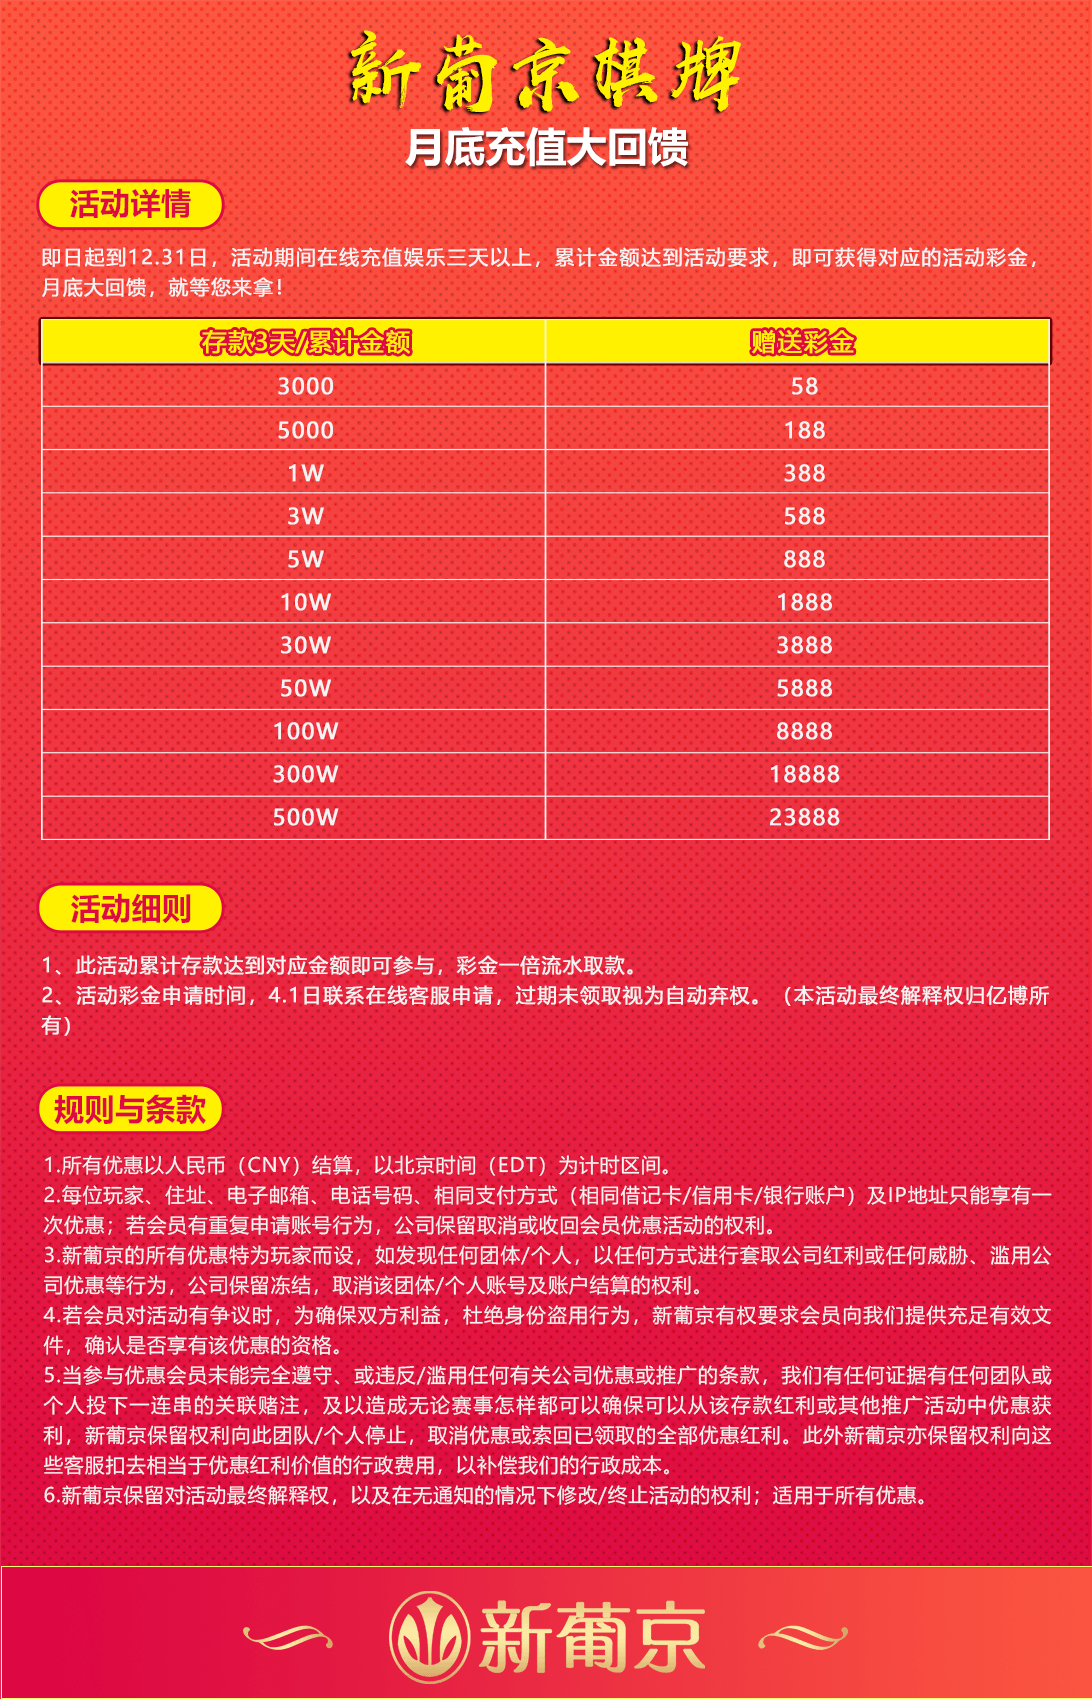 新葡京棋牌
月底充值大回馈
活动详情
即日起到12.31日，活动期间在线充值娱乐三天以上，累计金额达到活动要求，即可获得对应的活动彩金，
月底大回馈，就等您来拿！
存款3天/累计金额 赠送彩金
3000 58
5000 188
1W 388
3W 588
5W 888
10W 1888
30W 3888
50W 5888
100W 8888
300W 18888
500W 23888
活动细则
1、此活动累计存款达到对应金额即可参与，彩金一倍流水取款。
2、活动彩金申请时间，4.1日联系在线客服申请，过期未领取视为自动弃权。（本活动最终解释权归亿博所
有）
规则与条款
1.所有优惠以人民币（CNY）结算，以北京时间（EDT）为计时区间。
2.每位玩家、住址、电子邮箱、电话号码、相同支付方式（相同借记卡/信用卡/银行账户）及IP地址只能享有一
次优惠；若会员有重复申请账号行为，公司保留取消或收回会员优惠活动的权利。
3.新葡京的所有优惠特为玩家而设，如发现任何团体/个人，以任何方式进行套取公司红利或任何威胁、滥用公
司优惠等行为，公司保留冻结，取消该团体/个人账号及账户结算的权利。
4.若会员对活动有争议时，为确保双方利益，杜绝身份盗用行为，新葡京有权要求会员向我们提供充足有效文
件，确认是否享有该优惠的资格。
5.当参与优惠会员未能完全遵守、或违反/滥用任何有关公司优惠或推广的条款，我们有任何证据有任何团队或
个人投下一连串的关联赌注，及以造成无论赛事怎样都可以确保可以从该存款红利或其他推广活动中优惠获
利，新葡京保留权利向此团队/个人停止，取消优惠或索回已领取的全部优惠红利。此外新葡京亦保留权利向这
些客服扣去相当于优惠红利价值的行政费用，以补偿我们的行政成本。
6.新葡京保留对活动最终解释权，以及在无通知的情况下修改/终止活动的权利；适用于所有优惠。
新葡京